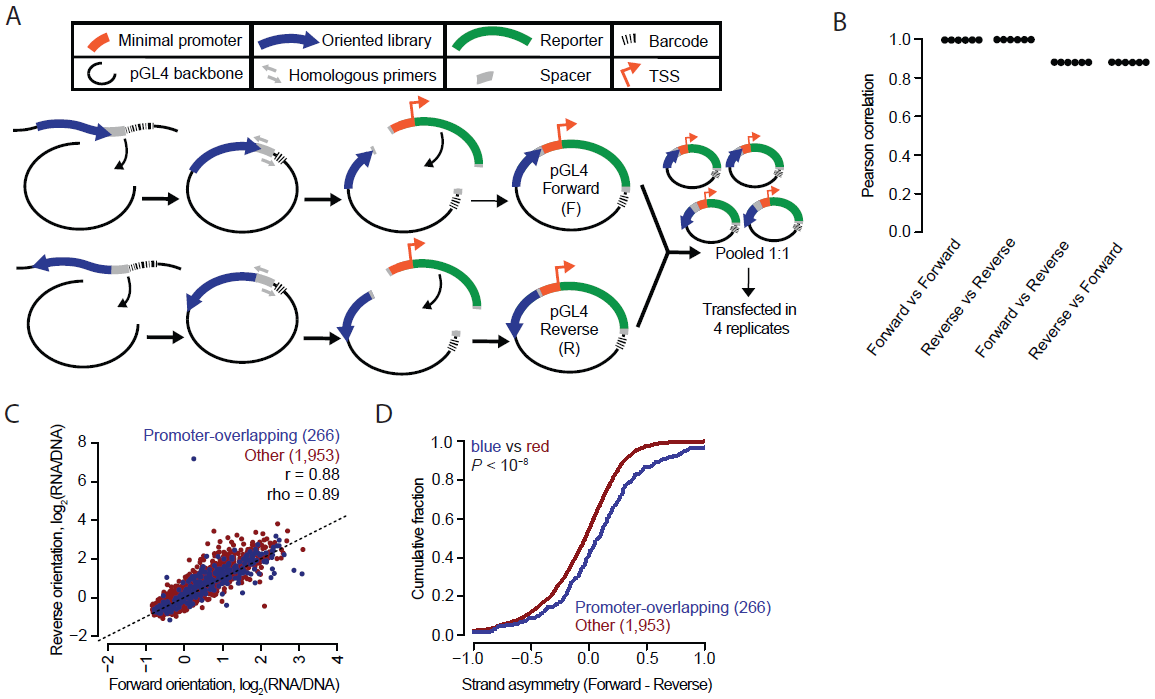 A
Minimal promoter
Oriented library
Reporter
Barcode
pGL4 backbone
Homologous primers
Spacer
TSS
pGL4
Forward
(F)
pGL4
Reverse
(R)
Pooled 1:1
Transfected in
4 replicates
B
Pearson correlation
1.0
0.8
0.6
0.4
0.2
0.0
Forward vs Forward
Reverse vs Reverse
Forward vs Reverse
Reverse vs Forward
C
Reverse orientation, log2(RNA/DNA)
8
6
4
2
0
−2
Promoter-overlapping (266)
Other (1,953)
r = 0.88
rho = 0.89
−2
−1
0
1
2
3
4
Forward orientation, log2(RNA/DNA)
D
Cumulative fraction
1.0
0.8
0.6
0.4
0.2
0.0
blue vs red
P < 10⁻⁸
Promoter-overlapping (266)
Other (1,953)
−1.0
−0.5
0.0
0.5
1.0
Strand asymmetry (Forward - Reverse)